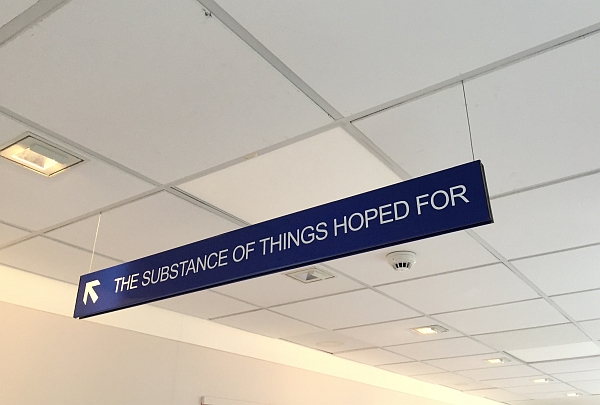 THE SUBSTANCE OF THINGS HOPED FOR